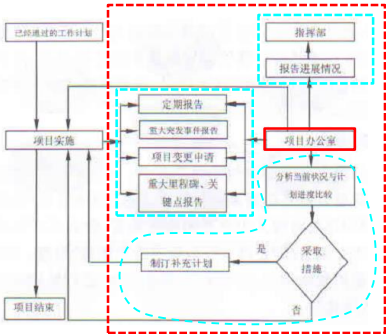 已经通过的工作计划
指挥部
报告进展情况
定期报告
重大突发事件报告
项目实施
项目办公室
项目变更申请
分析当前状况与计
划进度比较
重大里程碑、关
键点报告
采取
措施
是
制订补充计划
否
项目结束